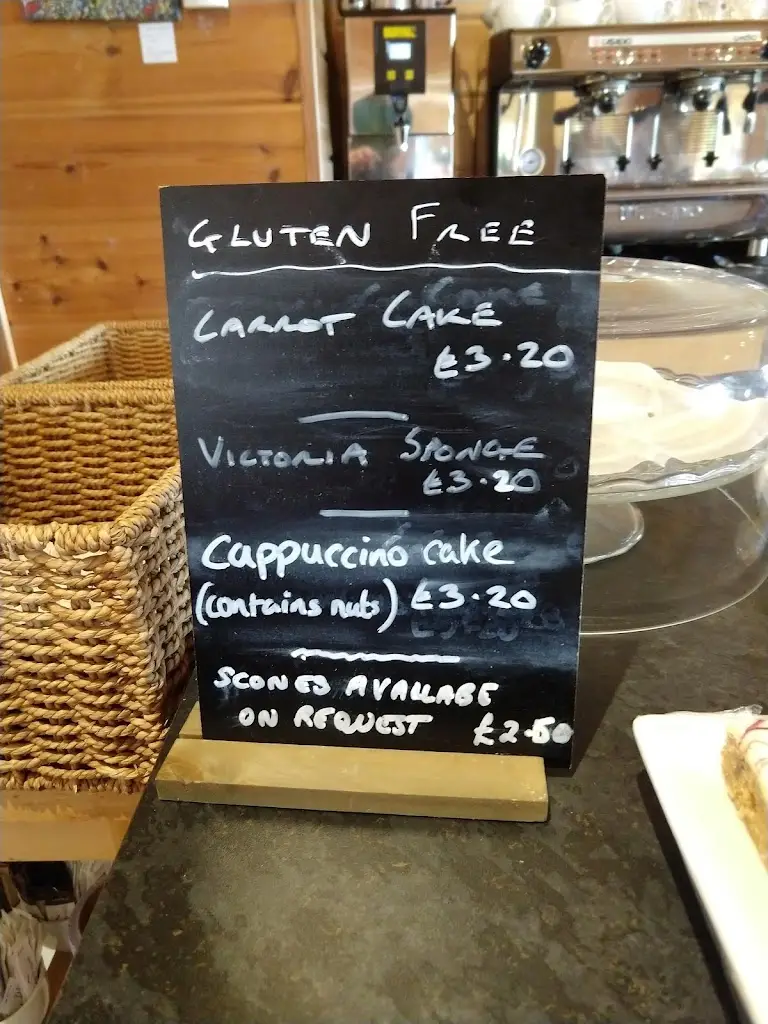 GLUTEN FREE
CARROT CAKE
£3.20
VICTORIA SPONGE
£3.20
Cappuccino cake
(contains nuts) £3.20
SCONES AVALLABE
ON REQUEST £2.50